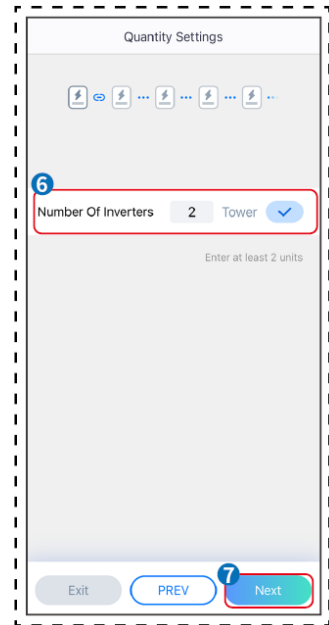 Quantity Settings
6
Number Of Inverters 2 Tower
Enter at least 2 units
7
Exit PREV Next